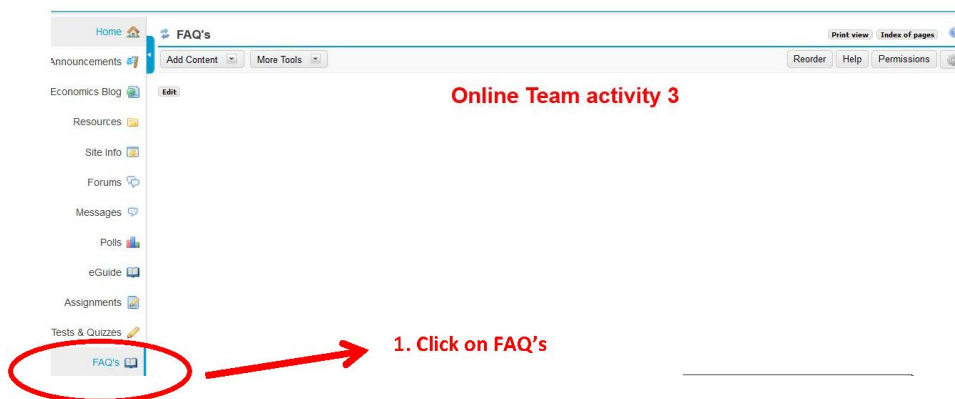 Home
Announcements
Economics Blog
Resources
Site Info
Forums
Messages
Polls
eGuide
Assignments
Tests & Quizzes
FAQ's
FAQ's
Print view Index of pages
Add Content More Tools
Reorder Help Permissions
Edit
Online Team activity 3
1. Click on FAQ's